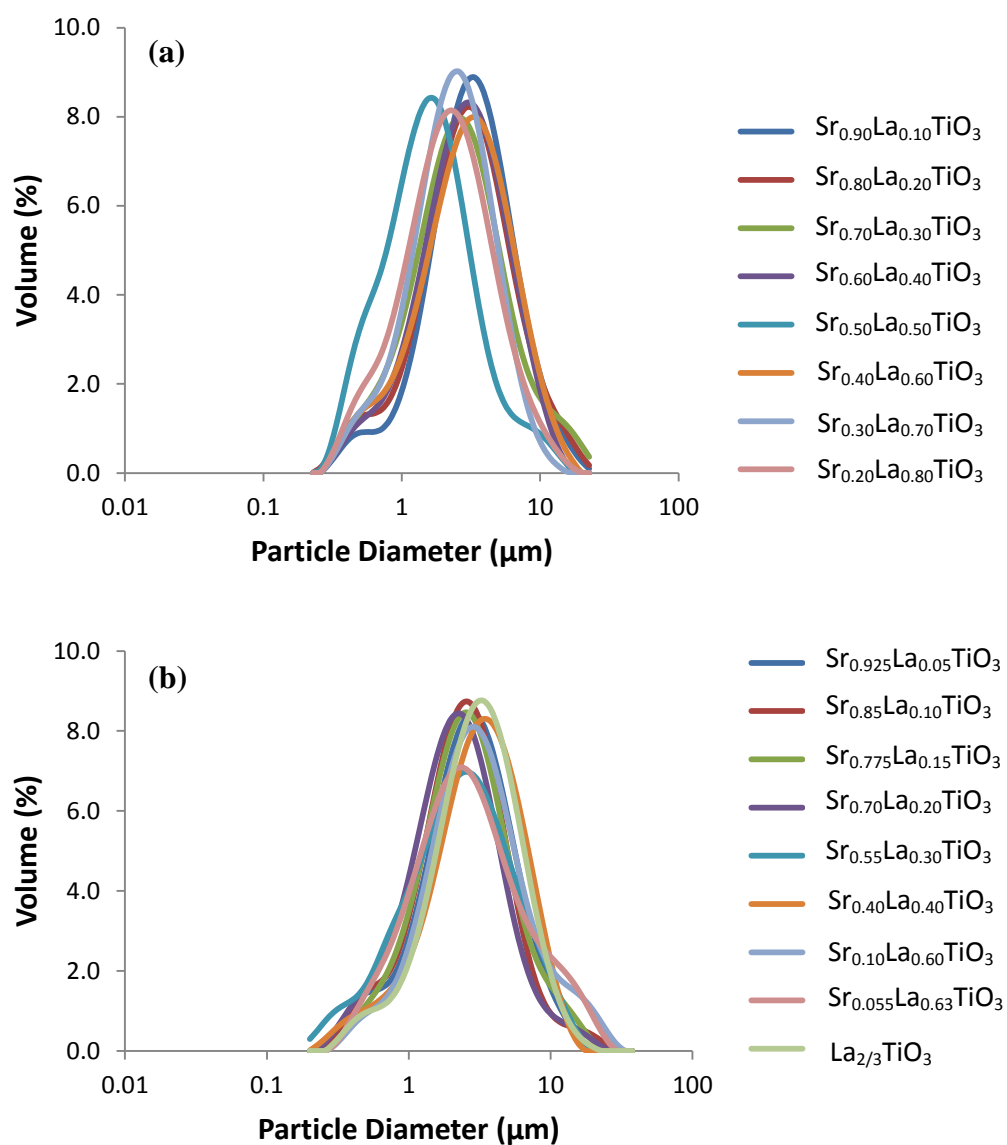 (a)
10.0
8.0
6.0
4.0
2.0
0.0
Volume (%)
0.01 0.1 1 10 100
Particle Diameter (µm)
Sr₀.₉₀La₀.₁₀TiO₃
Sr₀.₈₀La₀.₂₀TiO₃
Sr₀.₇₀La₀.₃₀TiO₃
Sr₀.₆₀La₀.₄₀TiO₃
Sr₀.₅₀La₀.₅₀TiO₃
Sr₀.₄₀La₀.₆₀TiO₃
Sr₀.₃₀La₀.₇₀TiO₃
Sr₀.₂₀La₀.₈₀TiO₃
(b)
10.0
8.0
6.0
4.0
2.0
0.0
Volume (%)
0.01 0.1 1 10 100
Particle Diameter (µm)
Sr₀.₉₂₅La₀.₀₅TiO₃
Sr₀.₈₅La₀.₁₀TiO₃
Sr₀.₇₇₅La₀.₁₅TiO₃
Sr₀.₇₀La₀.₂₀TiO₃
Sr₀.₅₅La₀.₃₀TiO₃
Sr₀.₄₀La₀.₄₀TiO₃
Sr₀.₁₀La₀.₆₀TiO₃
Sr₀.₀₅₅La₀.₆₃TiO₃
La₂/₃TiO₃